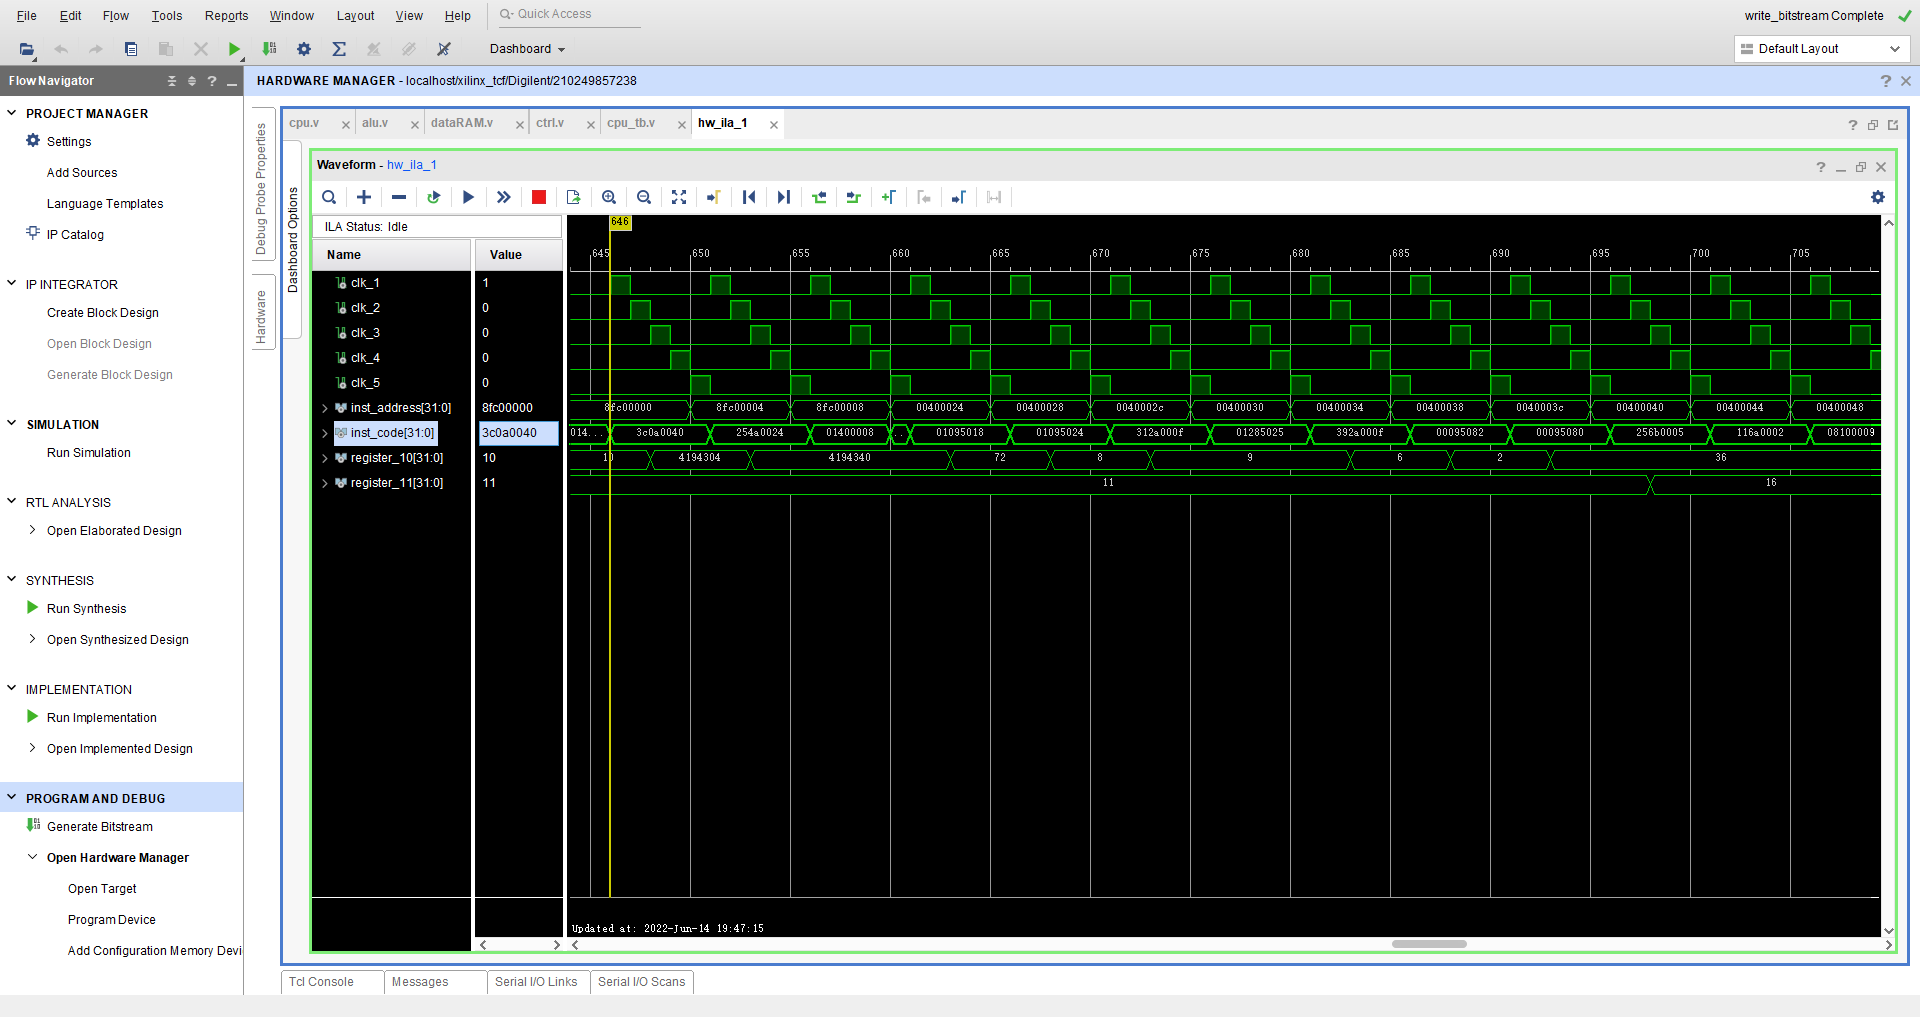 File Edit Flow Tools Reports Window Layout View Help Quick Access write_bitstream Complete
Dashboard Default Layout
Flow Navigator
HARDWARE MANAGER - localhost/xilinx_tcf/Digilent/210249857238
PROJECT MANAGER
Settings
Add Sources
Language Templates
IP Catalog
IP INTEGRATOR
Create Block Design
Open Block Design
Generate Block Design
SIMULATION
Run Simulation
RTL ANALYSIS
Open Elaborated Design
SYNTHESIS
Run Synthesis
Open Synthesized Design
IMPLEMENTATION
Run Implementation
Open Implemented Design
PROGRAM AND DEBUG
Generate Bitstream
Open Hardware Manager
Open Target
Program Device
Add Configuration Memory Devi
Debug Probe Properties
Hardware
Dashboard Options
cpu.v alu.v dataRAM.v ctrl.v cpu_tb.v hw_ila_1
Waveform - hw_ila_1
ILA Status: Idle
646
Name Value
645 650 655 660 665 670 675 680 685 690 695 700 705
clk_1 1
clk_2 0
clk_3 0
clk_4 0
clk_5 0
inst_address[31:0] 8fc00000 8fc00000 8fc00004 8fc00008 00400024 00400028 0040002c 00400030 00400034 00400038 0040003c 00400040 00400044 00400048
inst_code[31:0] 3c0a0040 014... 3c0a0040 254a0024 01400008 .. 01095018 01095024 312a000f 01285025 392a000f 00095082 00095080 256b0005 116a0002 08100009
register_10[31:0] 10 10 4194304 4194340 72 8 9 6 2 36
register_11[31:0] 11 11 16
Updated at: 2022-Jun-14 19:47:15
Tcl Console Messages Serial I/O Links Serial I/O Scans